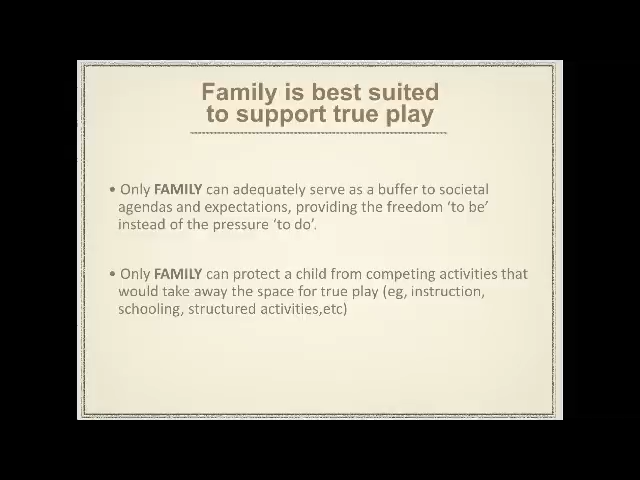 Family is best suited
to support true play
• Only FAMILY can adequately serve as a buffer to societal
agendas and expectations, providing the freedom ‘to be’
instead of the pressure ‘to do’.
• Only FAMILY can protect a child from competing activities that
would take away the space for true play (eg, instruction,
schooling, structured activities,etc)